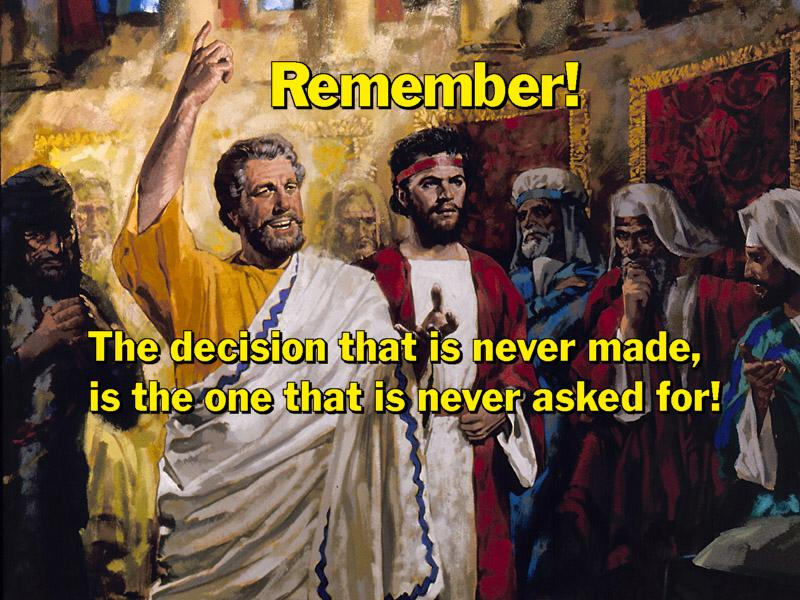 Remember!
The decision that is never made,
is the one that is never asked for!